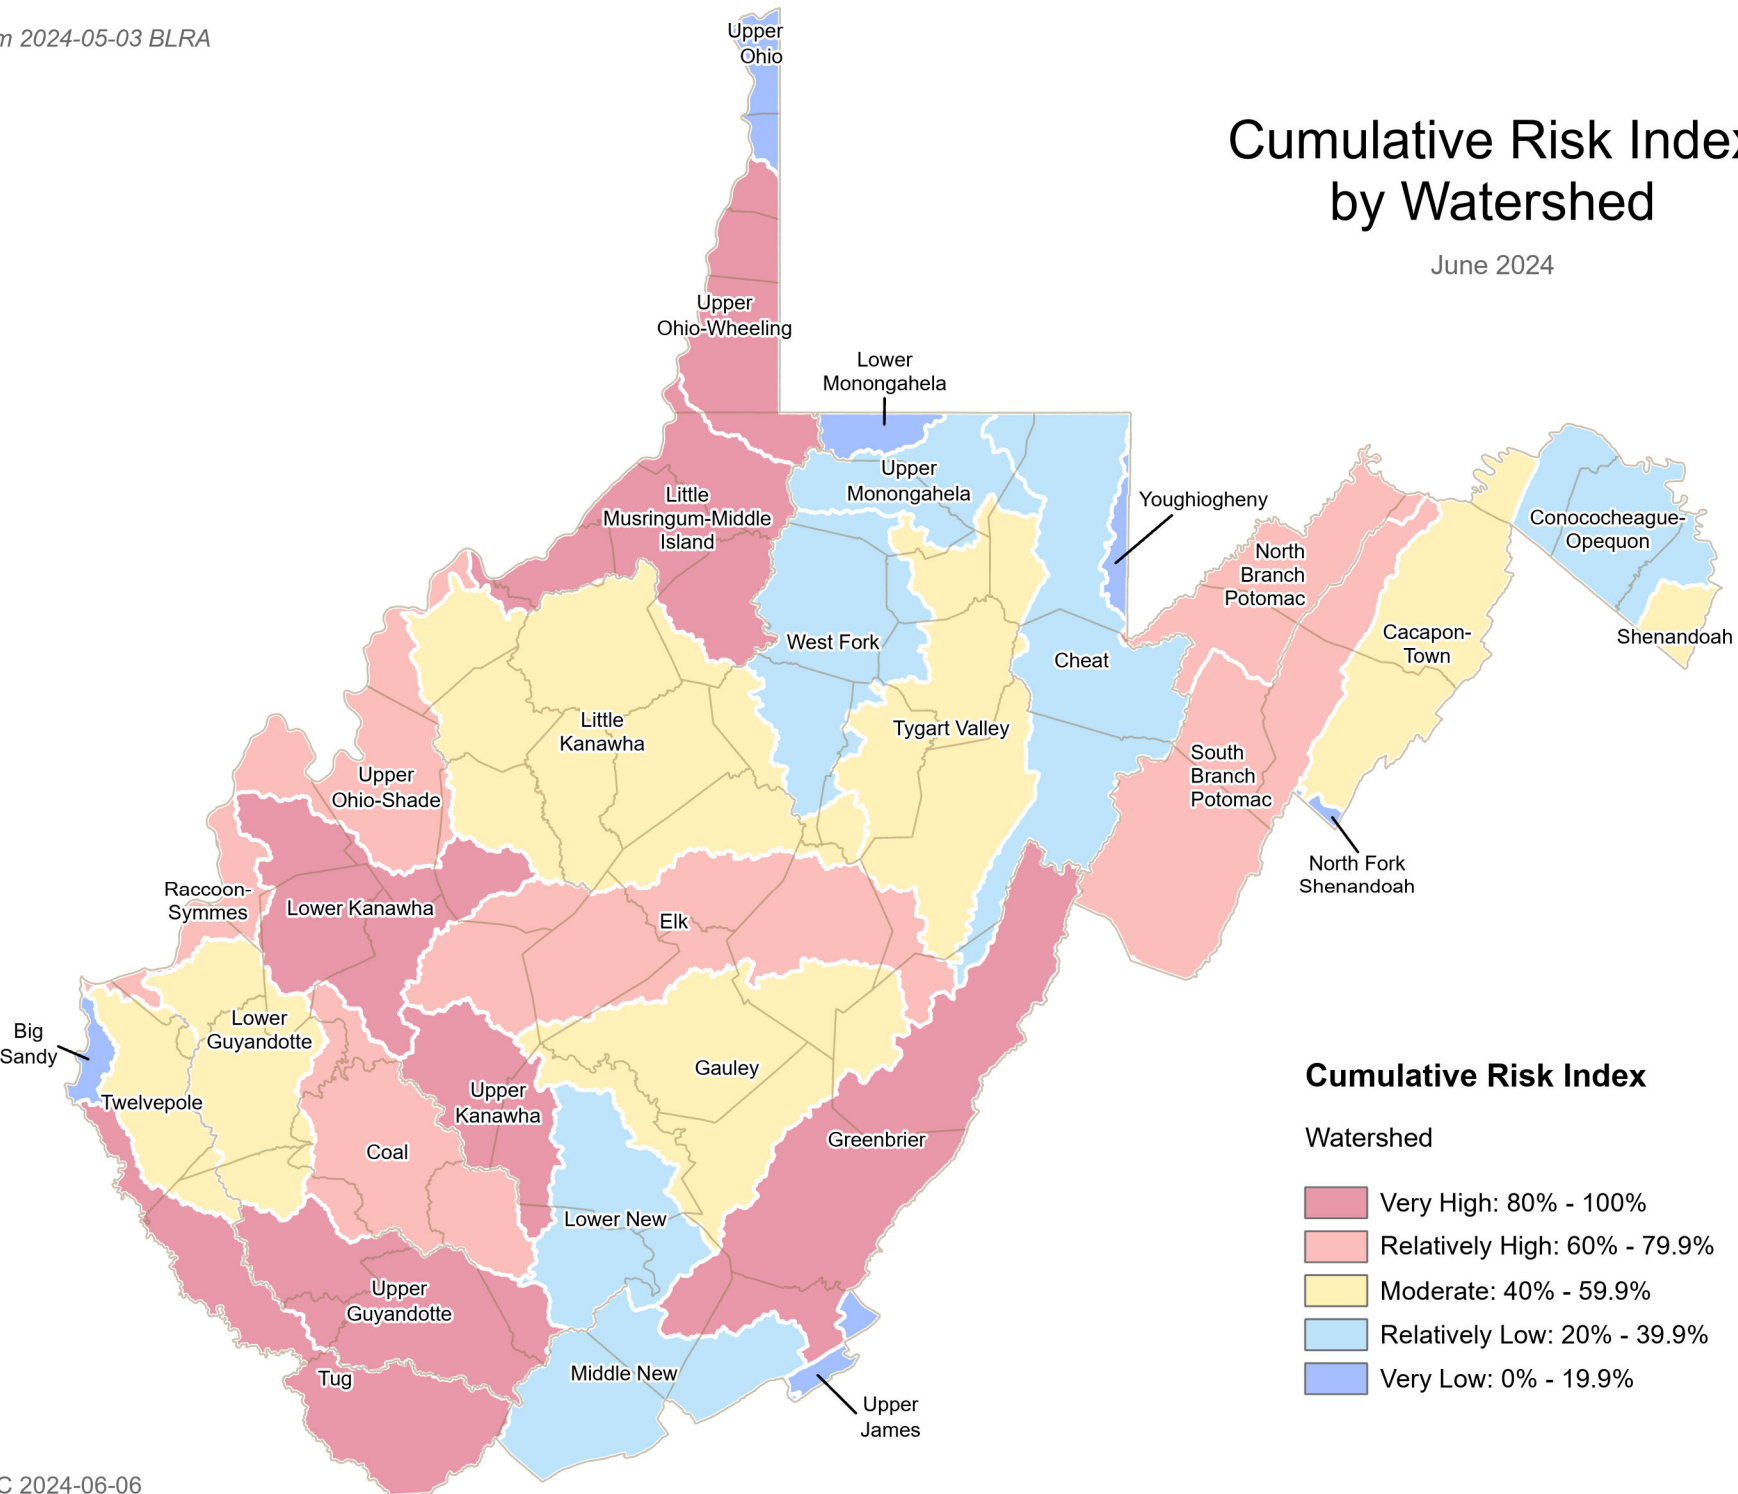 m 2024-05-03 BLRA
Cumulative Risk Index
by Watershed
June 2024
Upper
Ohio
Upper
Ohio-Wheeling
Lower
Monongahela
Upper
Monongahela
Little
Musringum-Middle
Island
Youghiogheny
North
Branch
Potomac
Conococheague-
Opequon
Cacapon-
Town
Shenandoah
West Fork
Cheat
Little
Kanawha
Tygart Valley
South
Branch
Potomac
Upper
Ohio-Shade
North Fork
Shenandoah
Raccoon-
Symmes
Lower Kanawha
Elk
Big
Sandy
Lower
Guyandotte
Gauley
Twelvepole
Upper
Kanawha
Coal
Greenbrier
Lower New
Upper
Guyandotte
Tug
Middle New
Upper
James
Cumulative Risk Index
Watershed
Very High: 80% - 100%
Relatively High: 60% - 79.9%
Moderate: 40% - 59.9%
Relatively Low: 20% - 39.9%
Very Low: 0% - 19.9%
C 2024-06-06